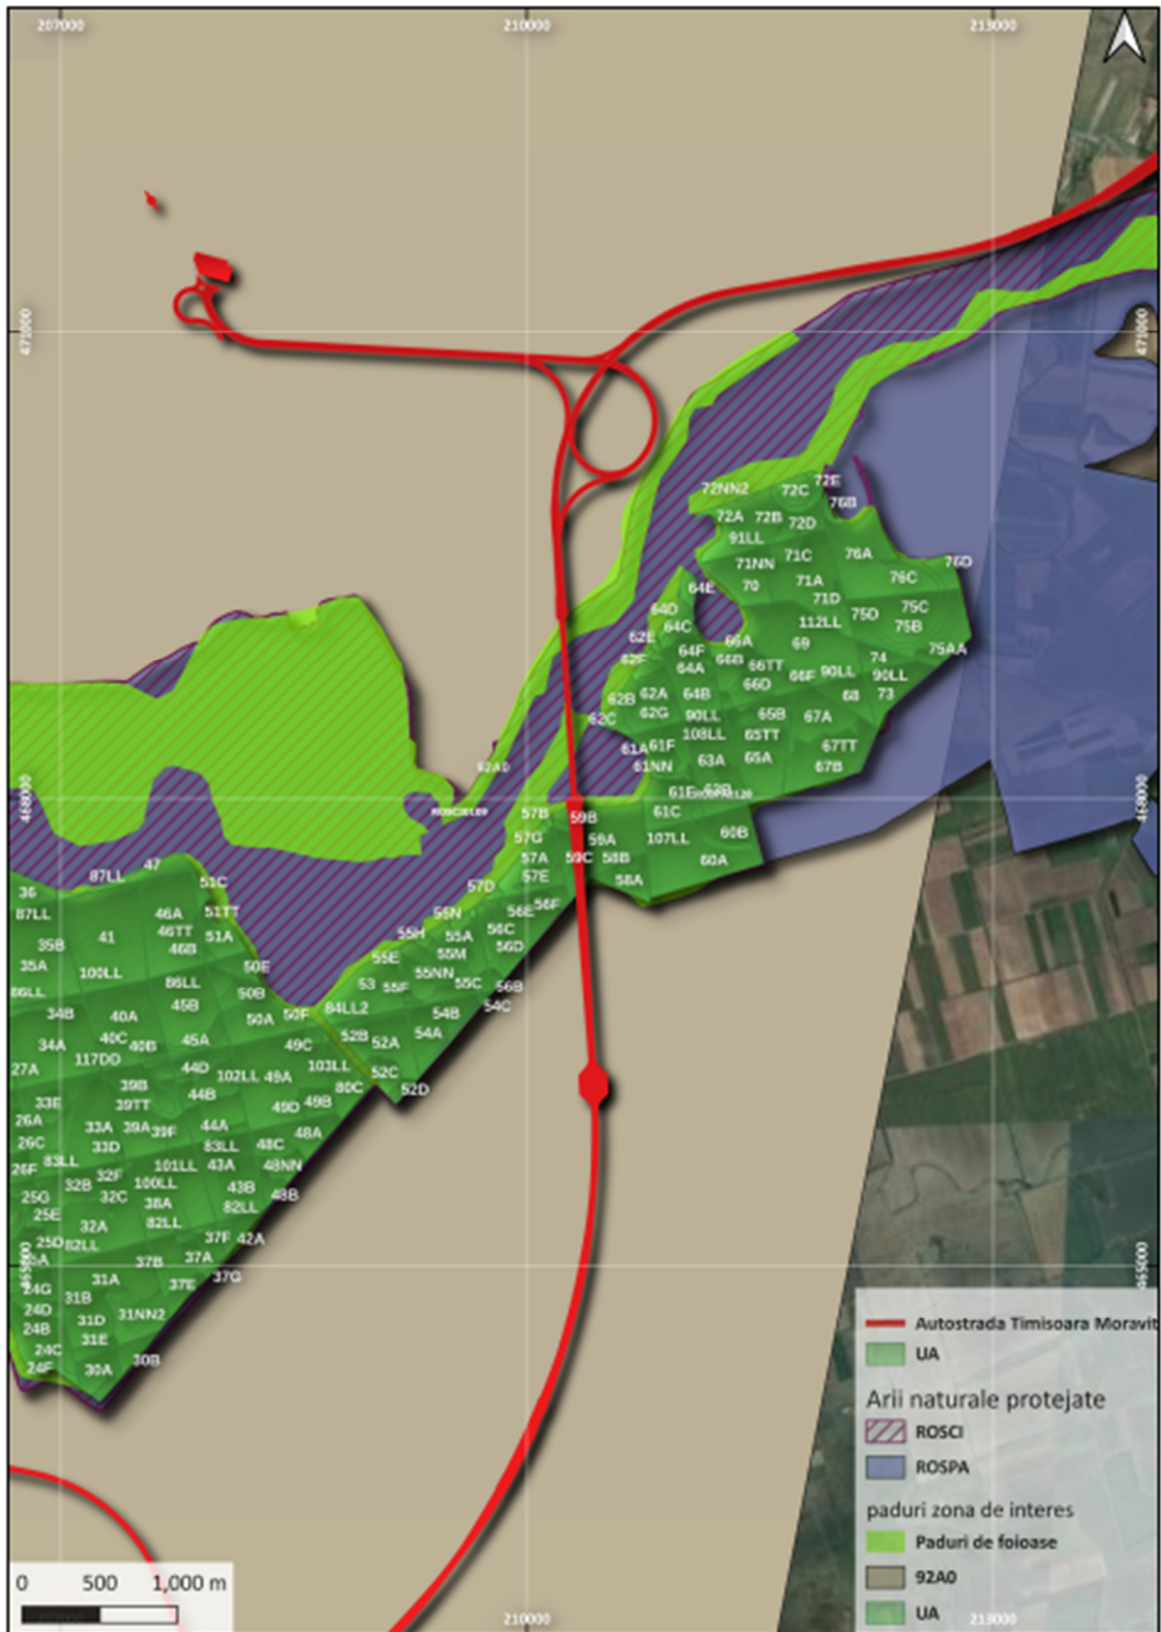 207000 210000 213000
471000 471000
72NN2 72C 72E
76B
72A 72B 72D
91LL
71NN 71C 76A 76D
64E 70 71A 76C
64D 71D 75D 75C
64C 112LL 75B
62E 66A 69 75AA
62F 64F 66B 74
64A 66TT 66F 90LL 90LL
66D 68 73
62B 62A 64B
62C 62G 90LL 65B 67A
108LL 65TT
61A 61F 67TT
61NN 63A 65A 67B
468000 468000
61E
57B 59B 61C
57G 59A 107LL 60B
57A 59C 58B 60A
57E 58A
47
87LL 51C 57D
36
87LL 46A 51TT 55N 56E 56F
46TT 51A 55H 55A 56C
35B 41 46B 56D
35A 100LL 50E 55E 55M
86LL 86LL 50B 53 55F 55NN 55C 56B
34B 40A 45B 50A 50F 84LL2 54B 54C
34A 40C 40B 45A 49C 52B 52A 54A
117DD
27A 44D 102LL 49A 103LL 52C
39B 80C 52D
33E 39TT 44B 49D 49B
26A 33A 39A 39F 44A 48A
26C 33D 83LL 48C
26F 83LL 101LL 43A 48NN
32B 32F 100LL
25G 32C 38A 43B 48B
25E 32A 82LL 82LL
25D 82LL 37F 42A
37B 37A
465000 465000
24G 31A 37E 37G
31B
24D 31D 31NN2
24B 31E
24C 30B
24F 30A
Autostrada Timisoara Moravit
UA
Arii naturale protejate
ROSCI
ROSPA
paduri zona de interes
Paduri de foioase
92A0
UA
0 500 1,000 m
210000 213000